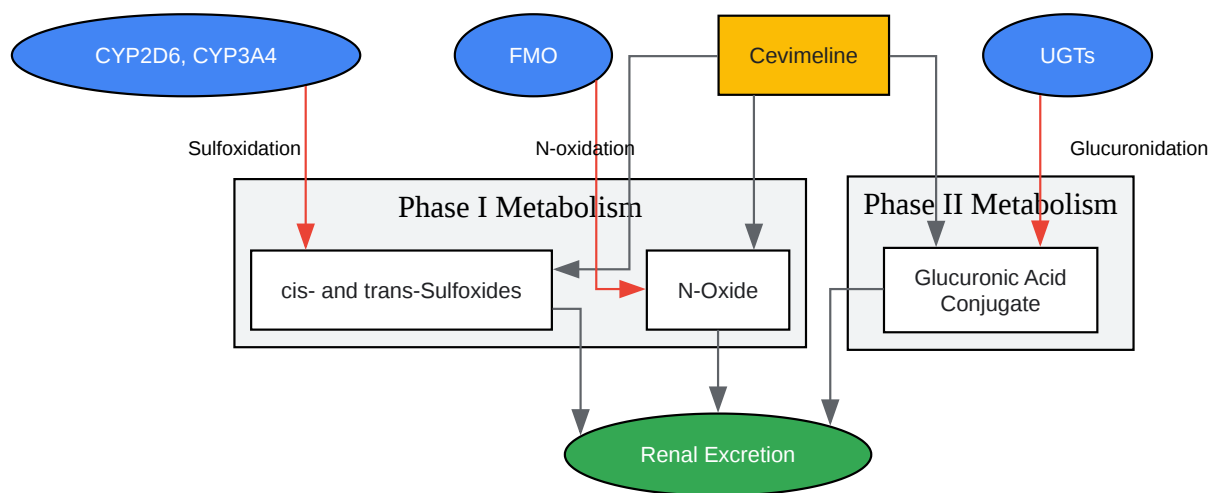 CYP2D6, CYP3A4
FMO
Cevimeline
UGTs
Sulfoxidation
N-oxidation
Glucuronidation
Phase I Metabolism
Phase II Metabolism
cis- and trans-Sulfoxides
N-Oxide
Glucuronic Acid
Conjugate
Renal Excretion